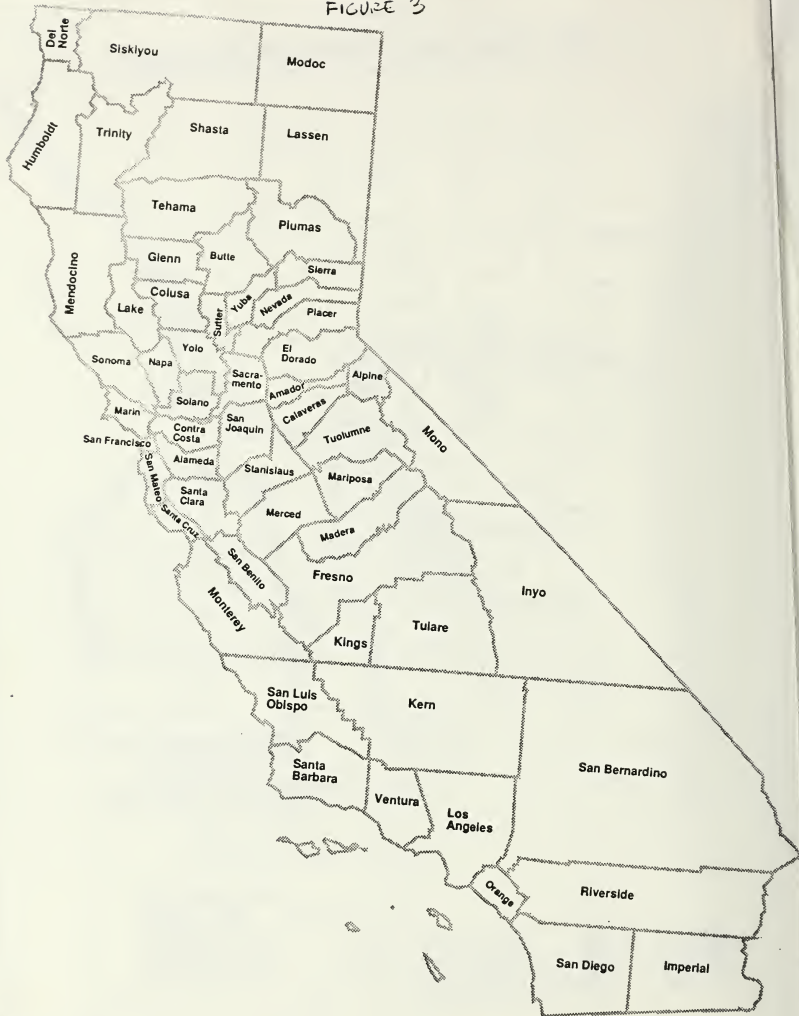 FIGURE 3
Del
Norte
Siskiyou
Modoc
Humboldt
Trinity
Shasta
Lassen
Tehama
Plumas
Mendocino
Glenn
Butte
Sierra
Colusa
Lake
Sutter
Yuba
Nevada
Placer
Sonoma
Napa
Yolo
El
Dorado
Sacra-
mento
Alpine
Amador
Solano
Marin
Contra
Costa
San
Joaquin
Calaveras
Mono
San Francisco
Tuolumne
Alameda
San Mateo
Stanislaus
Mariposa
Santa
Clara
Merced
Santa Cruz
Madera
San Benito
Fresno
Inyo
Monterey
Kings
Tulare
San Luis
Obispo
Kern
Santa
Barbara
San Bernardino
Ventura
Los
Angeles
Orange
Riverside
San Diego
Imperial